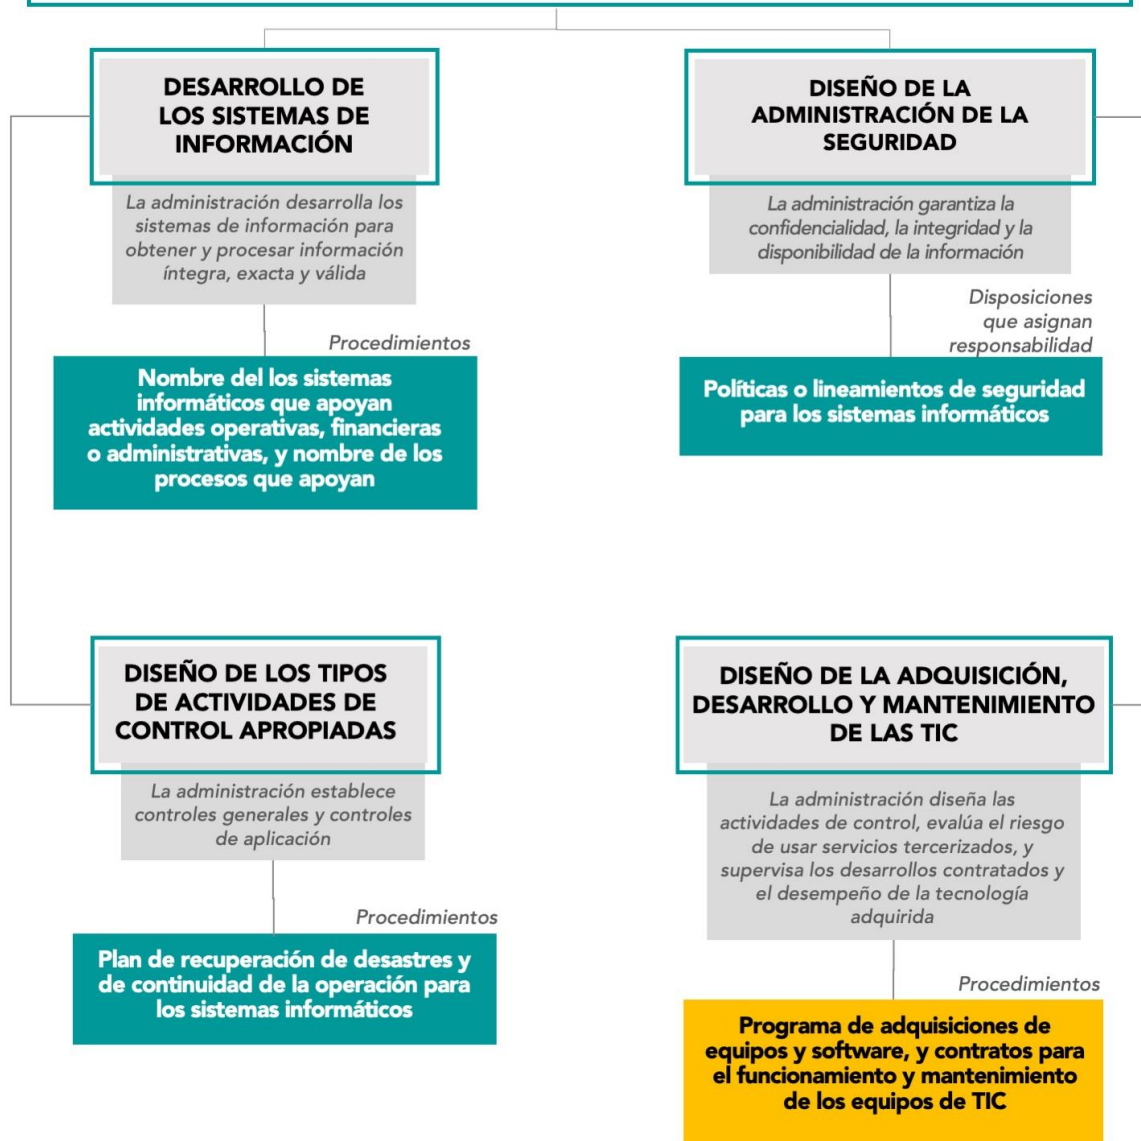 DESARROLLO DE
LOS SISTEMAS DE
INFORMACIÓN
La administración desarrolla los
sistemas de información para
obtener y procesar información
íntegra, exacta y válida
Procedimientos
Nombre del los sistemas
informáticos que apoyan
actividades operativas, financieras
o administrativas, y nombre de los
procesos que apoyan
DISEÑO DE LA
ADMINISTRACIÓN DE LA
SEGURIDAD
La administración garantiza la
confidencialidad, la integridad y la
disponibilidad de la información
Disposiciones
que asignan
responsabilidad
Políticas o lineamientos de seguridad
para los sistemas informáticos
DISEÑO DE LOS TIPOS
DE ACTIVIDADES DE
CONTROL APROPIADAS
La administración establece
controles generales y controles
de aplicación
Procedimientos
Plan de recuperación de desastres y
de continuidad de la operación para
los sistemas informáticos
DISEÑO DE LA ADQUISICIÓN,
DESARROLLO Y MANTENIMIENTO
DE LAS TIC
La administración diseña las
actividades de control, evalúa el riesgo
de usar servicios tercerizados, y
supervisa los desarrollos contratados y
el desempeño de la tecnología
adquirida
Procedimientos
Programa de adquisiciones de
equipos y software, y contratos para
el funcionamiento y mantenimiento
de los equipos de TIC